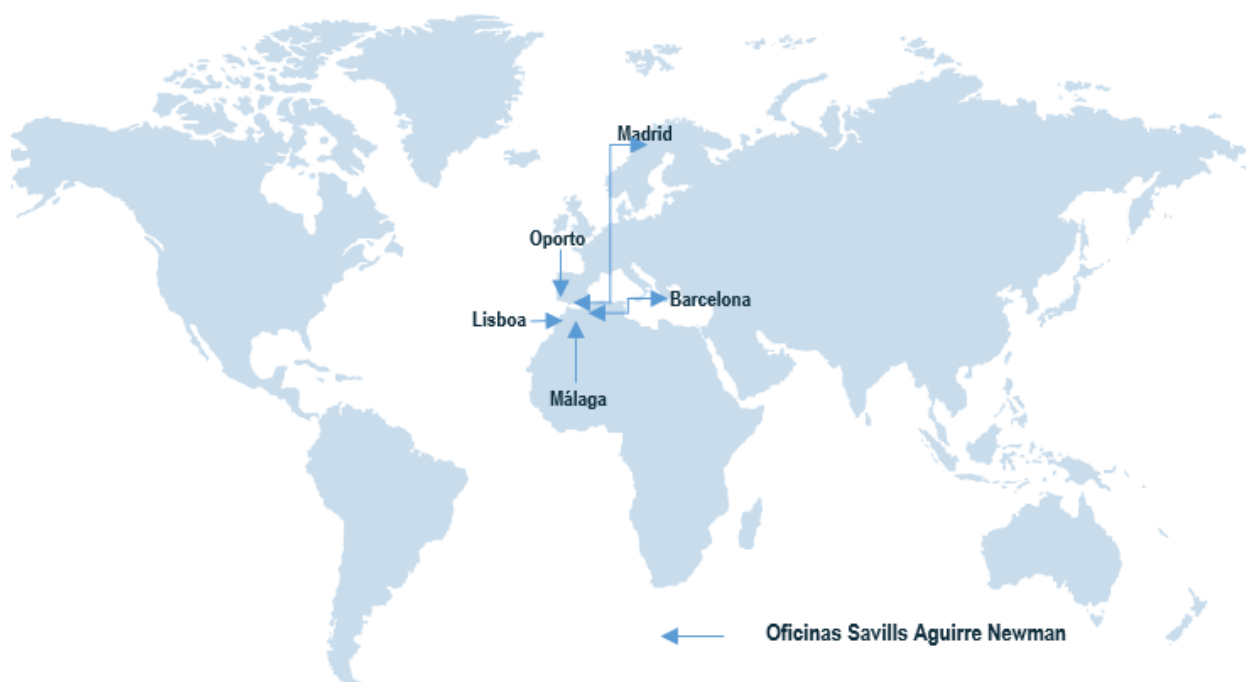 Madrid
Oporto
Barcelona
Lisboa
Málaga
Oficinas Savills Aguirre Newman